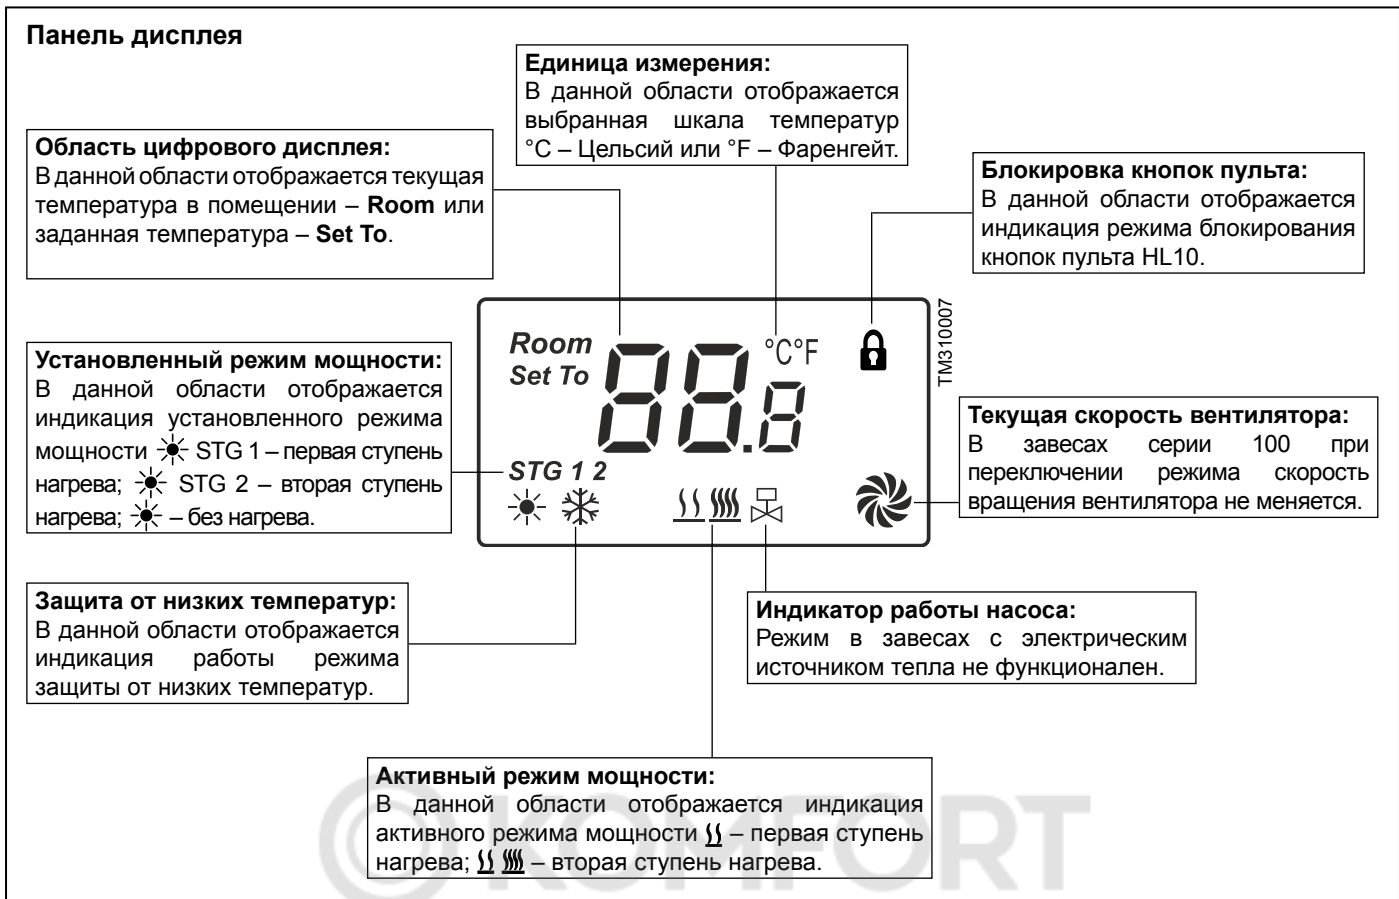 Панель дисплея
Единица измерения:
В данной области отображается
выбранная шкала температур
°C – Цельсий или °F – Фаренгейт.
Область цифрового дисплея:
В данной области отображается текущая
температура в помещении – Room или
заданная температура – Set To.
Блокировка кнопок пульта:
В данной области отображается
индикация режима блокирования
кнопок пульта HL10.
Установленный режим мощности:
В данной области отображается
индикация установленного режима
мощности ☀ STG 1 – первая ступень
нагрева; ☀ STG 2 – вторая ступень
нагрева; ☀ – без нагрева.
Room
Set To
88.8
°C°F
STG 1 2
TM310007
Текущая скорость вентилятора:
В завесах серии 100 при
переключении режима скорость
вращения вентилятора не меняется.
Защита от низких температур:
В данной области отображается
индикация работы режима
защиты от низких температур.
Индикатор работы насоса:
Режим в завесах с электрическим
источником тепла не функционален.
Активный режим мощности:
В данной области отображается индикация
активного режима мощности – первая ступень
нагрева; – вторая ступень нагрева.
© KOMFORT